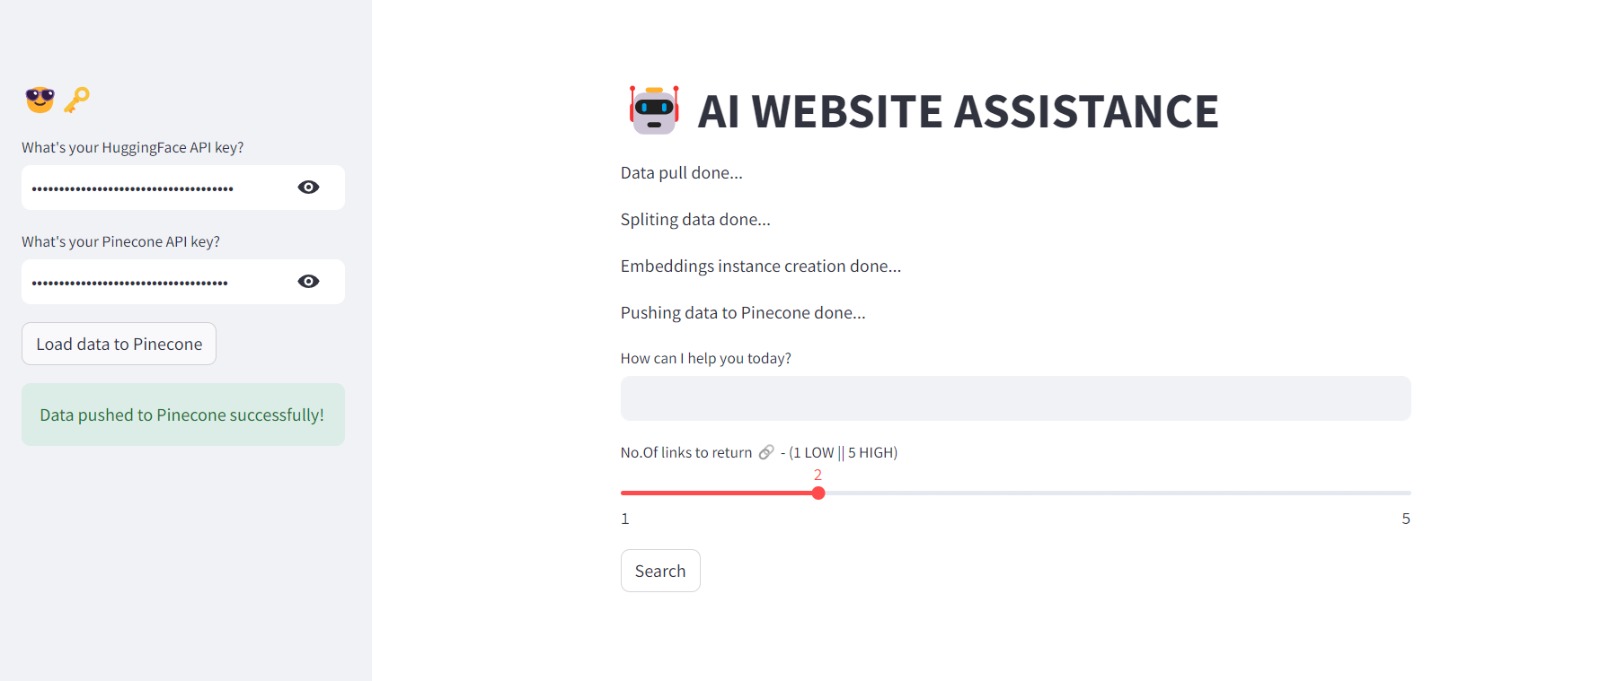 What's your HuggingFace API key?
What's your Pinecone API key?
Load data to Pinecone
Data pushed to Pinecone successfully!
AI WEBSITE ASSISTANCE
Data pull done...
Spliting data done...
Embeddings instance creation done...
Pushing data to Pinecone done...
How can I help you today?
No.Of links to return 🔗 - (1 LOW || 5 HIGH)
2
1 5
Search